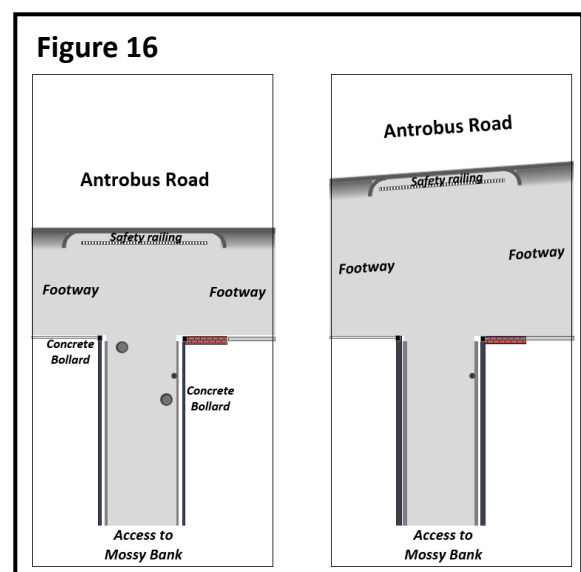 Figure 16
Antrobus Road
Safety railing
Footway
Footway
Concrete
Bollard
Concrete
Bollard
Access to
Mossy Bank
Antrobus Road
Safety railing
Footway
Footway
Access to
Mossy Bank